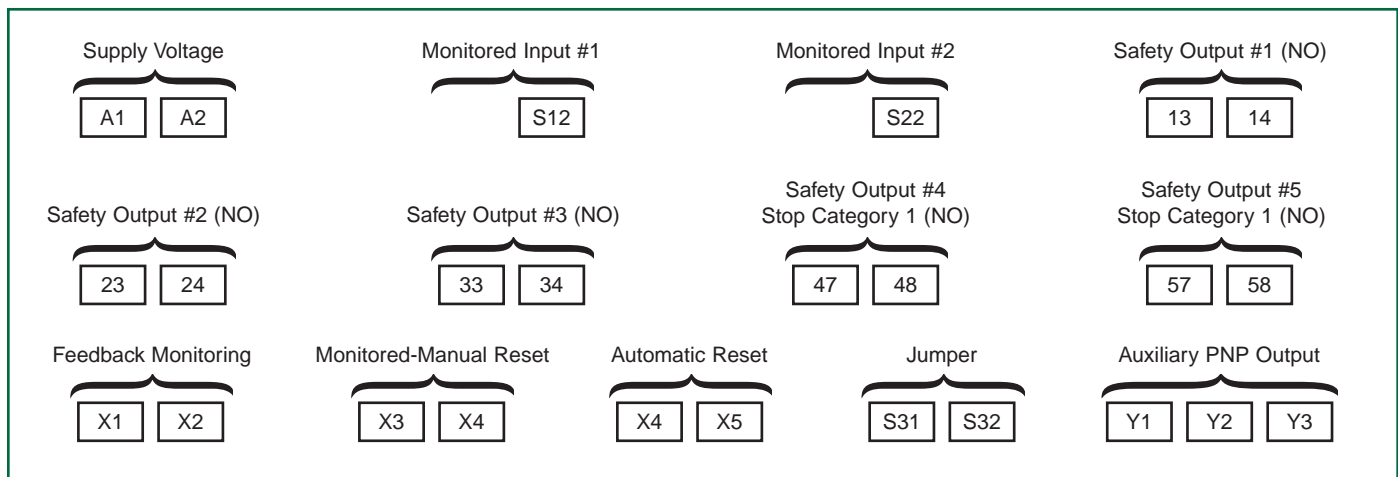 Supply Voltage
Monitored Input #1
Monitored Input #2
Safety Output #1 (NO)
A1 A2
S12
S22
13 14
Safety Output #2 (NO)
Safety Output #3 (NO)
Safety Output #4
Stop Category 1 (NO)
Safety Output #5
Stop Category 1 (NO)
23 24
33 34
47 48
57 58
Feedback Monitoring
Monitored-Manual Reset
Automatic Reset
Jumper
Auxiliary PNP Output
X1 X2
X3 X4
X4 X5
S31 S32
Y1 Y2 Y3